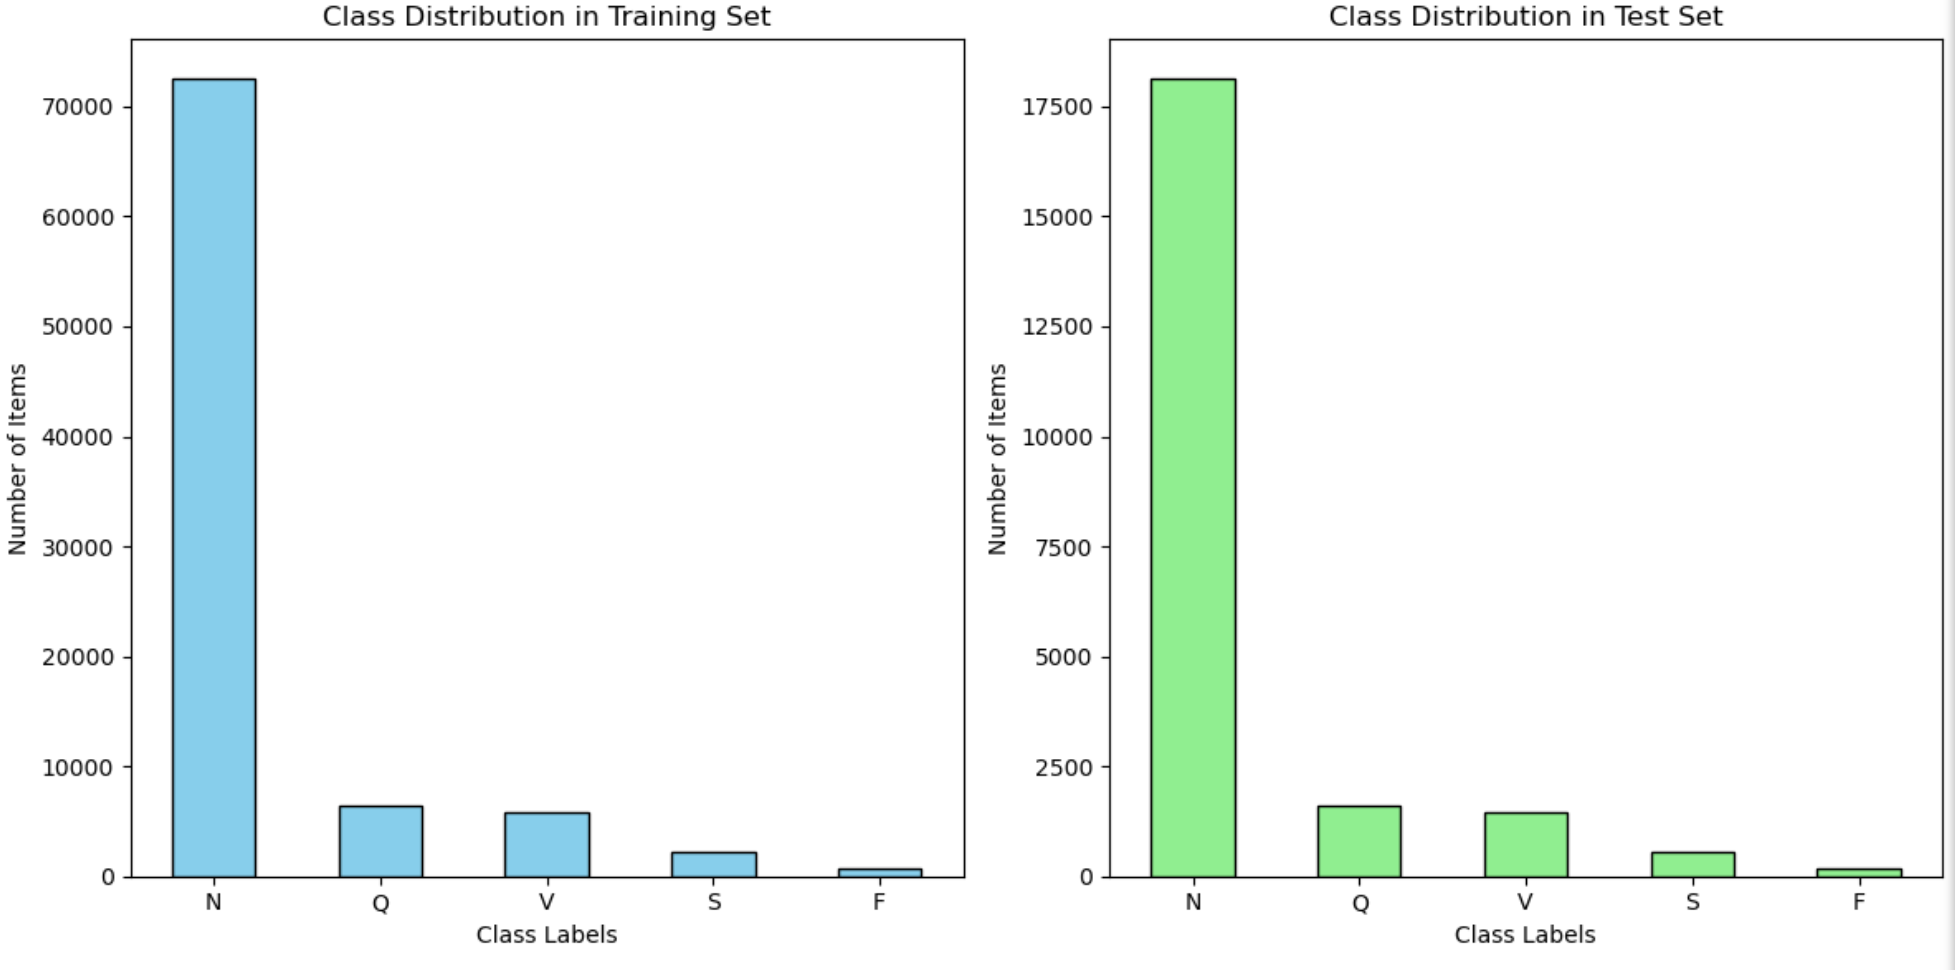 Class Distribution in Training Set
Number of Items
70000
60000
50000
40000
30000
20000
10000
0
N Q V S F
Class Labels
Class Distribution in Test Set
Number of Items
17500
15000
12500
10000
7500
5000
2500
0
N Q V S F
Class Labels